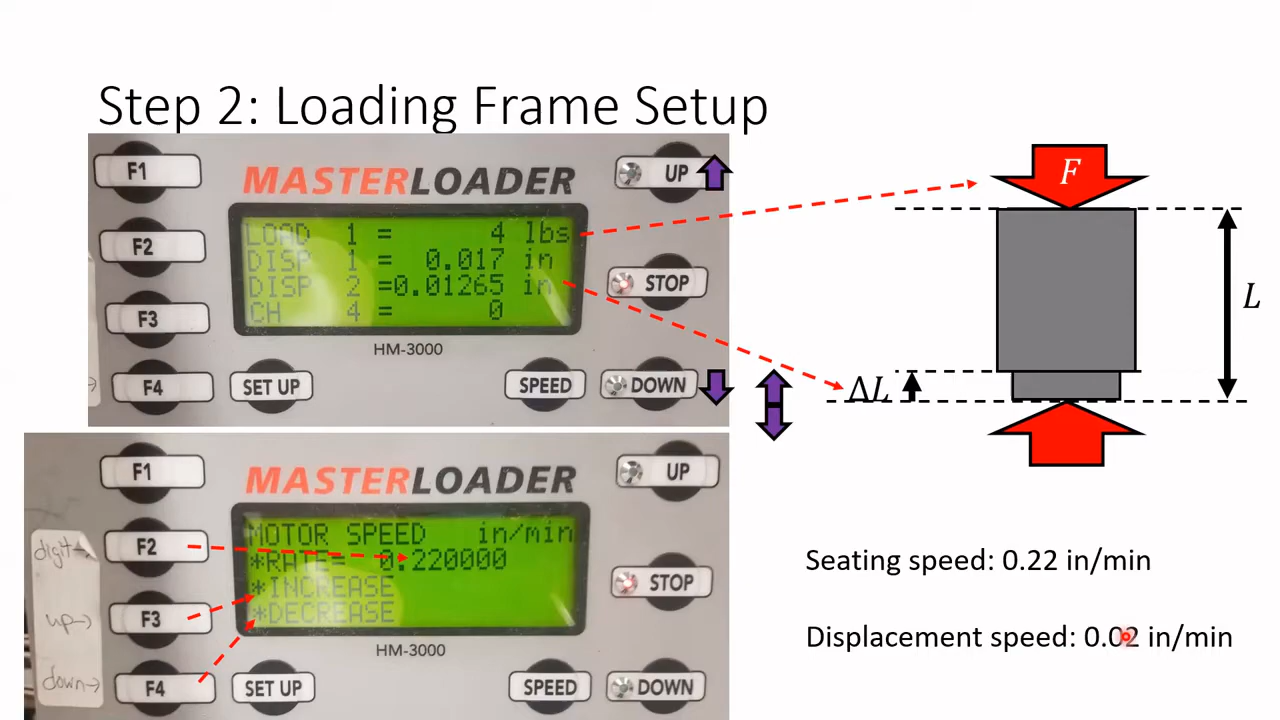 Step 2: Loading Frame Setup
F1
MASTERLOADER
UP
F2
LOAD 1 = 4 lbs
DISP 1 = 0.017 in
DISP 2 =0.01265 in
CH 4 = 0
STOP
F3
HM-3000
F4
SET UP
SPEED
DOWN
F
L
ΔL
F1
MASTERLOADER
UP
digit→
F2
MOTOR SPEED in/min
*RATE= 0.220000
*INCREASE
*DECREASE
STOP
up→
F3
HM-3000
down→
F4
SET UP
SPEED
DOWN
Seating speed: 0.22 in/min
Displacement speed: 0.02 in/min